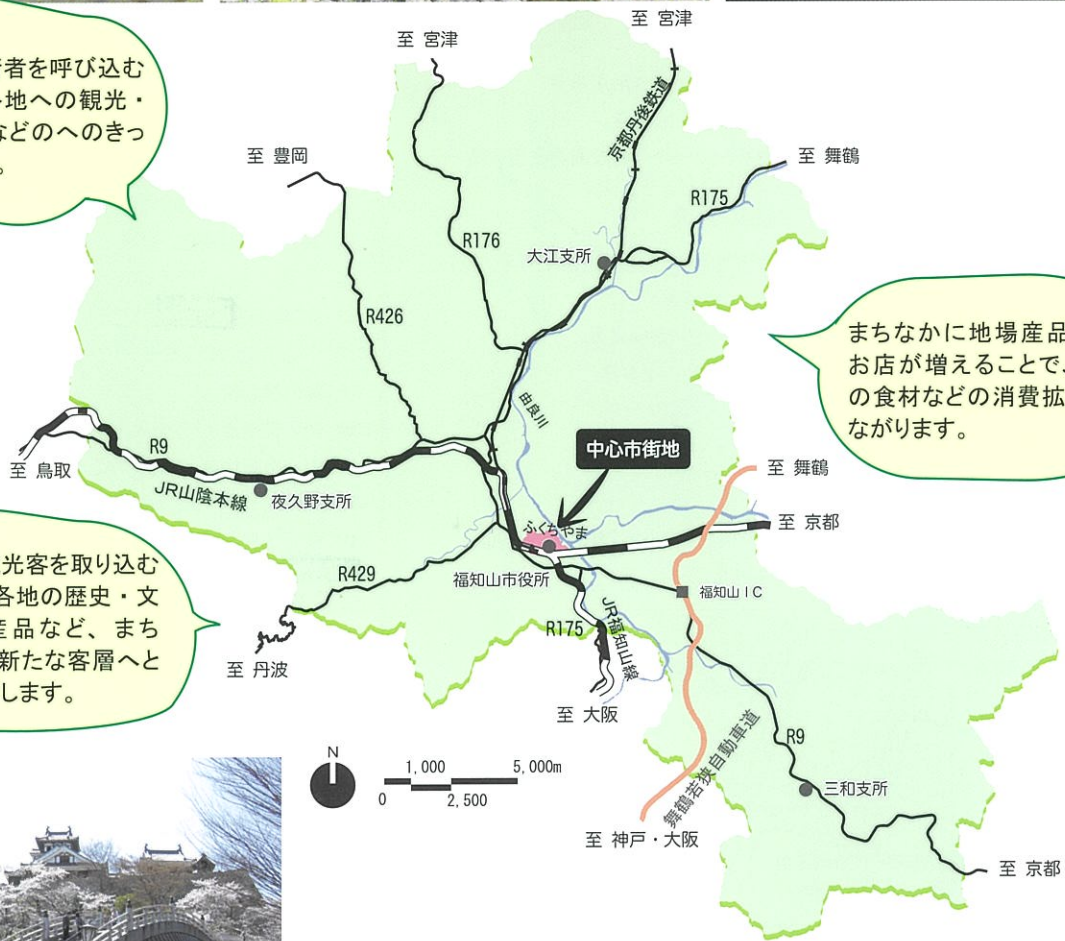 至 宮津
至 宮津
者を呼び込む
地への観光・
などのへのきっ
。
京都丹後鉄道
至 豊岡
至 舞鶴
R175
R176
大江支所
R426
まちなかに地場産品
お店が増えることで、
の食材などの消費拡
ながります。
由良川
中心市街地
至 舞鶴
R9
至 鳥取
JR山陰本線
夜久野支所
至 京都
ふくちやま
光客を取り込む
各地の歴史・文
産品など、まち
新たな客層へと
します。
R429
福知山市役所
福知山IC
R175
JR福知山線
至 丹波
至 大阪
R9
舞鶴若狭自動車道
N
1,000 5,000m
0 2,500
三和支所
至 神戸・大阪
至 京都